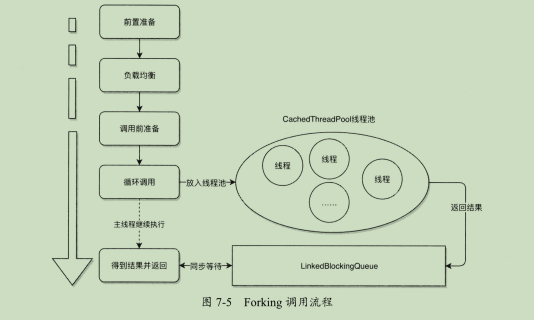 前置准备
负载均衡
调用前准备
CachedThreadPool线程池
线程
线程
线程
……
循环调用
放入线程池
返回结果
主线程继续执行
得到结果并返回
同步等待
LinkedBlockingQueue
图 7-5 Forking 调用流程